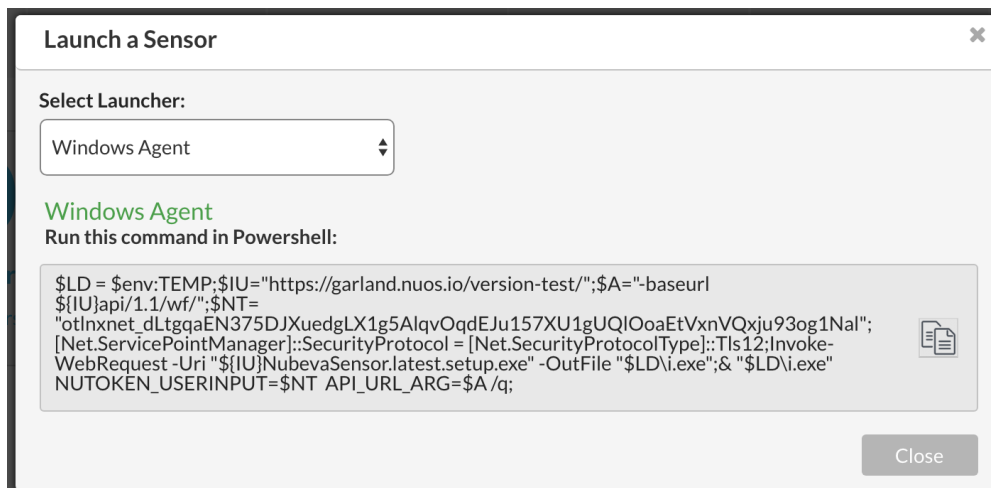 Launch a Sensor
Select Launcher:
Windows Agent
Windows Agent
Run this command in Powershell:
$LD = $env:TEMP;$IU="https://garland.nuos.io/version-test/";$A="-baseurl
${IU}api/1.1/wf/";$NT=
"otlnxnet_dLtgqaEN375DJXuedgLX1g5AlqvOqdEJu157XU1gUQIOoaEtVxnVQxju93og1Nal";
[Net.ServicePointManager]::SecurityProtocol = [Net.SecurityProtocolType]::Tls12;Invoke-
WebRequest -Uri "${IU}NubevaSensor.latest.setup.exe" -OutFile "$LD\i.exe";& "$LD\i.exe"
NUTOKEN_USERINPUT=$NT API_URL_ARG=$A /q;
Close